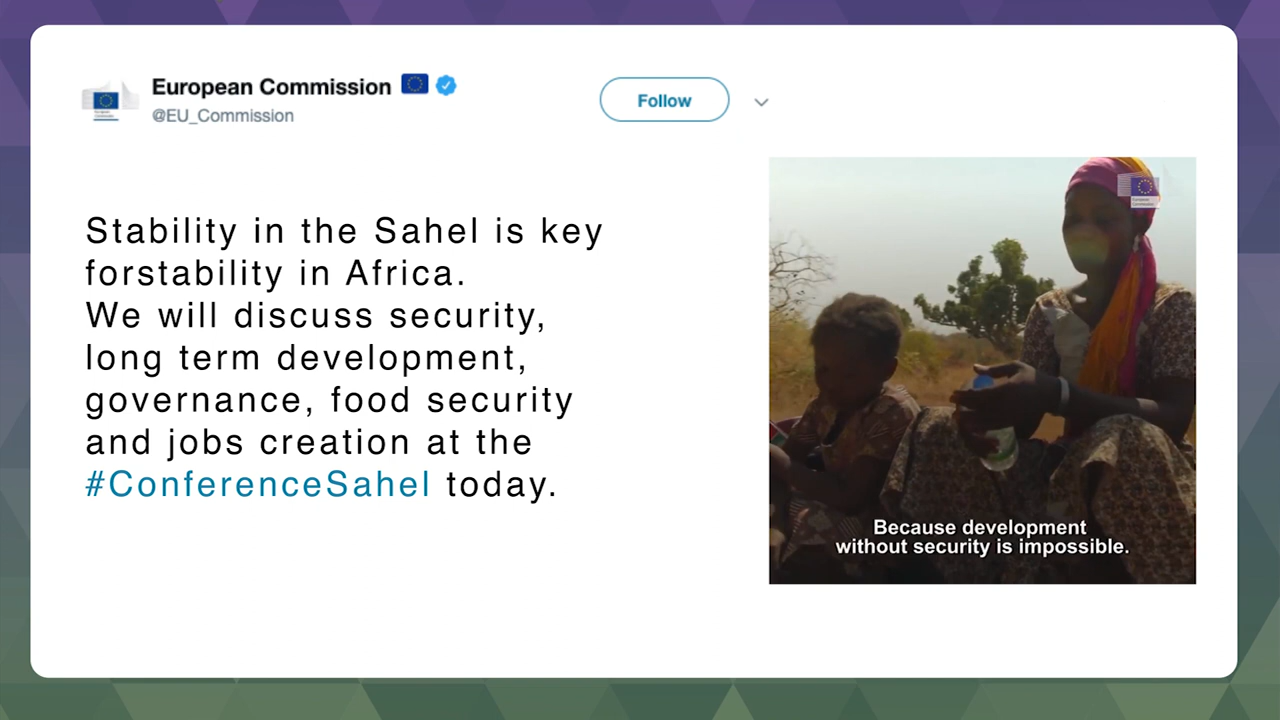 European Commission
@EU_Commission
Follow
Stability in the Sahel is key
forstability in Africa.
We will discuss security,
long term development,
governance, food security
and jobs creation at the
#ConferenceSahel today.
Because development
without security is impossible.